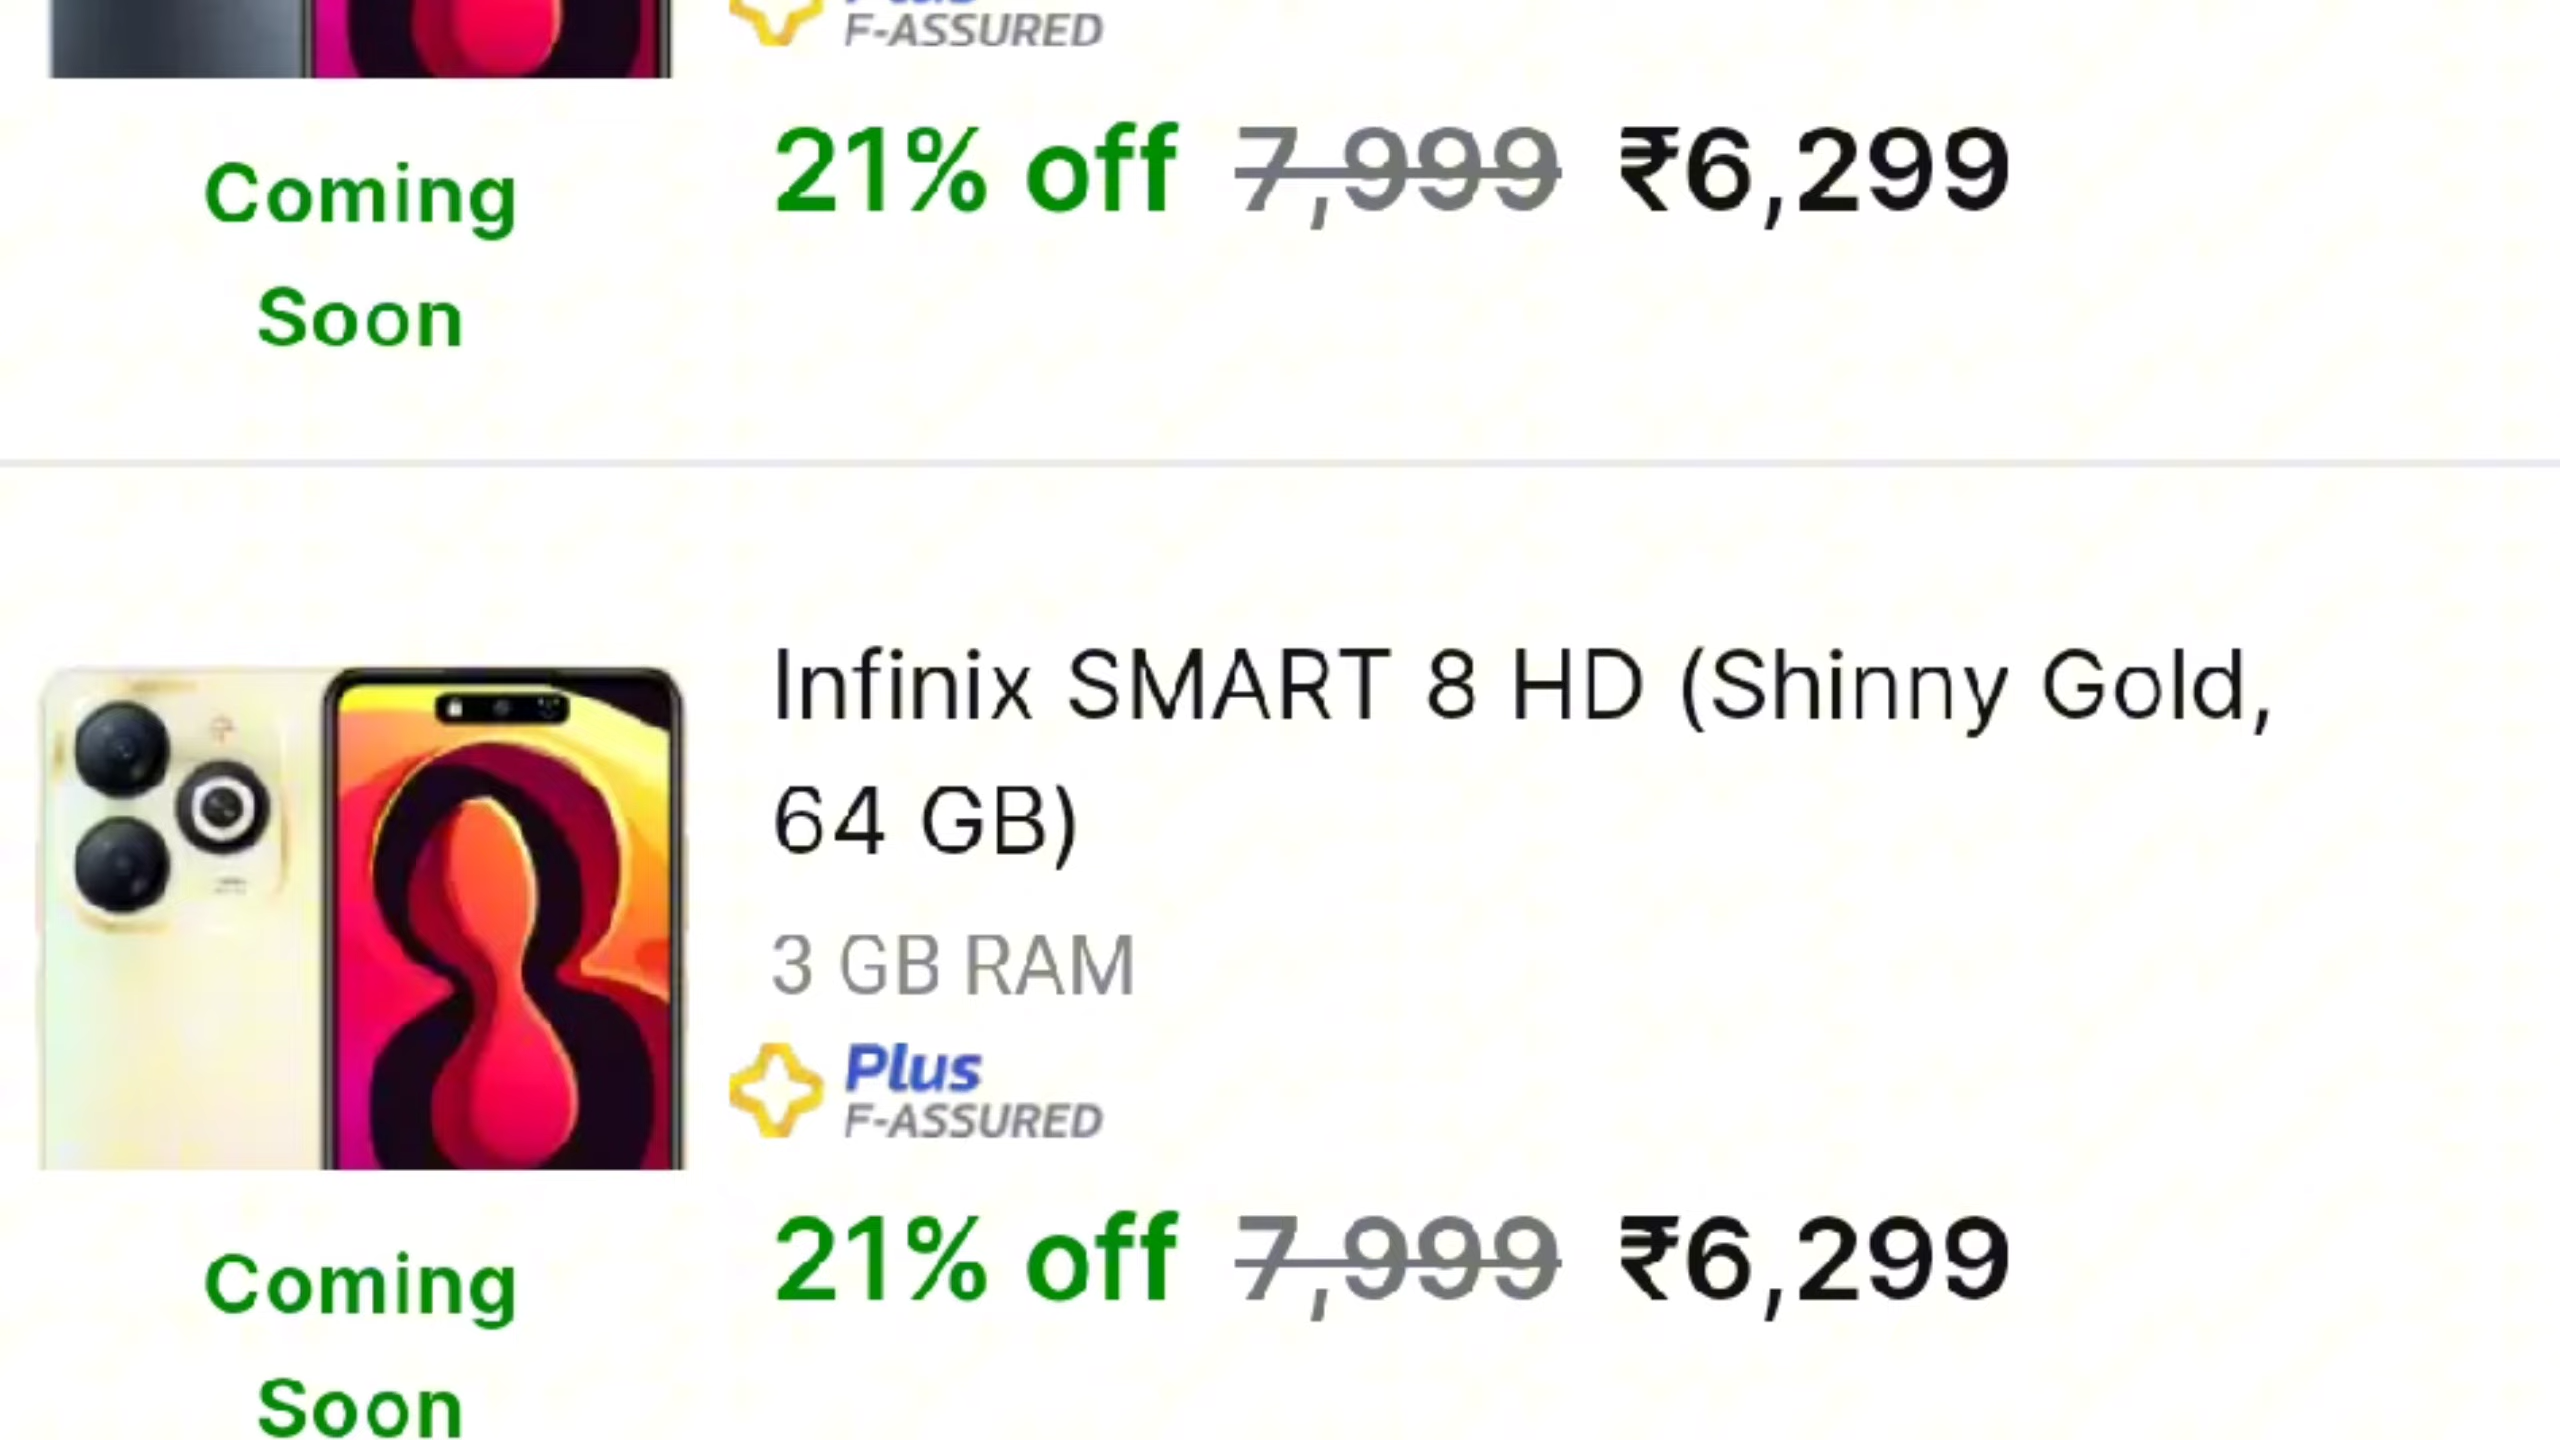 F-ASSURED
21% off 7,999 ₹6,299
Coming
Soon
Infinix SMART 8 HD (Shinny Gold,
64 GB)
3 GB RAM
Plus
F-ASSURED
21% off 7,999 ₹6,299
Coming
Soon